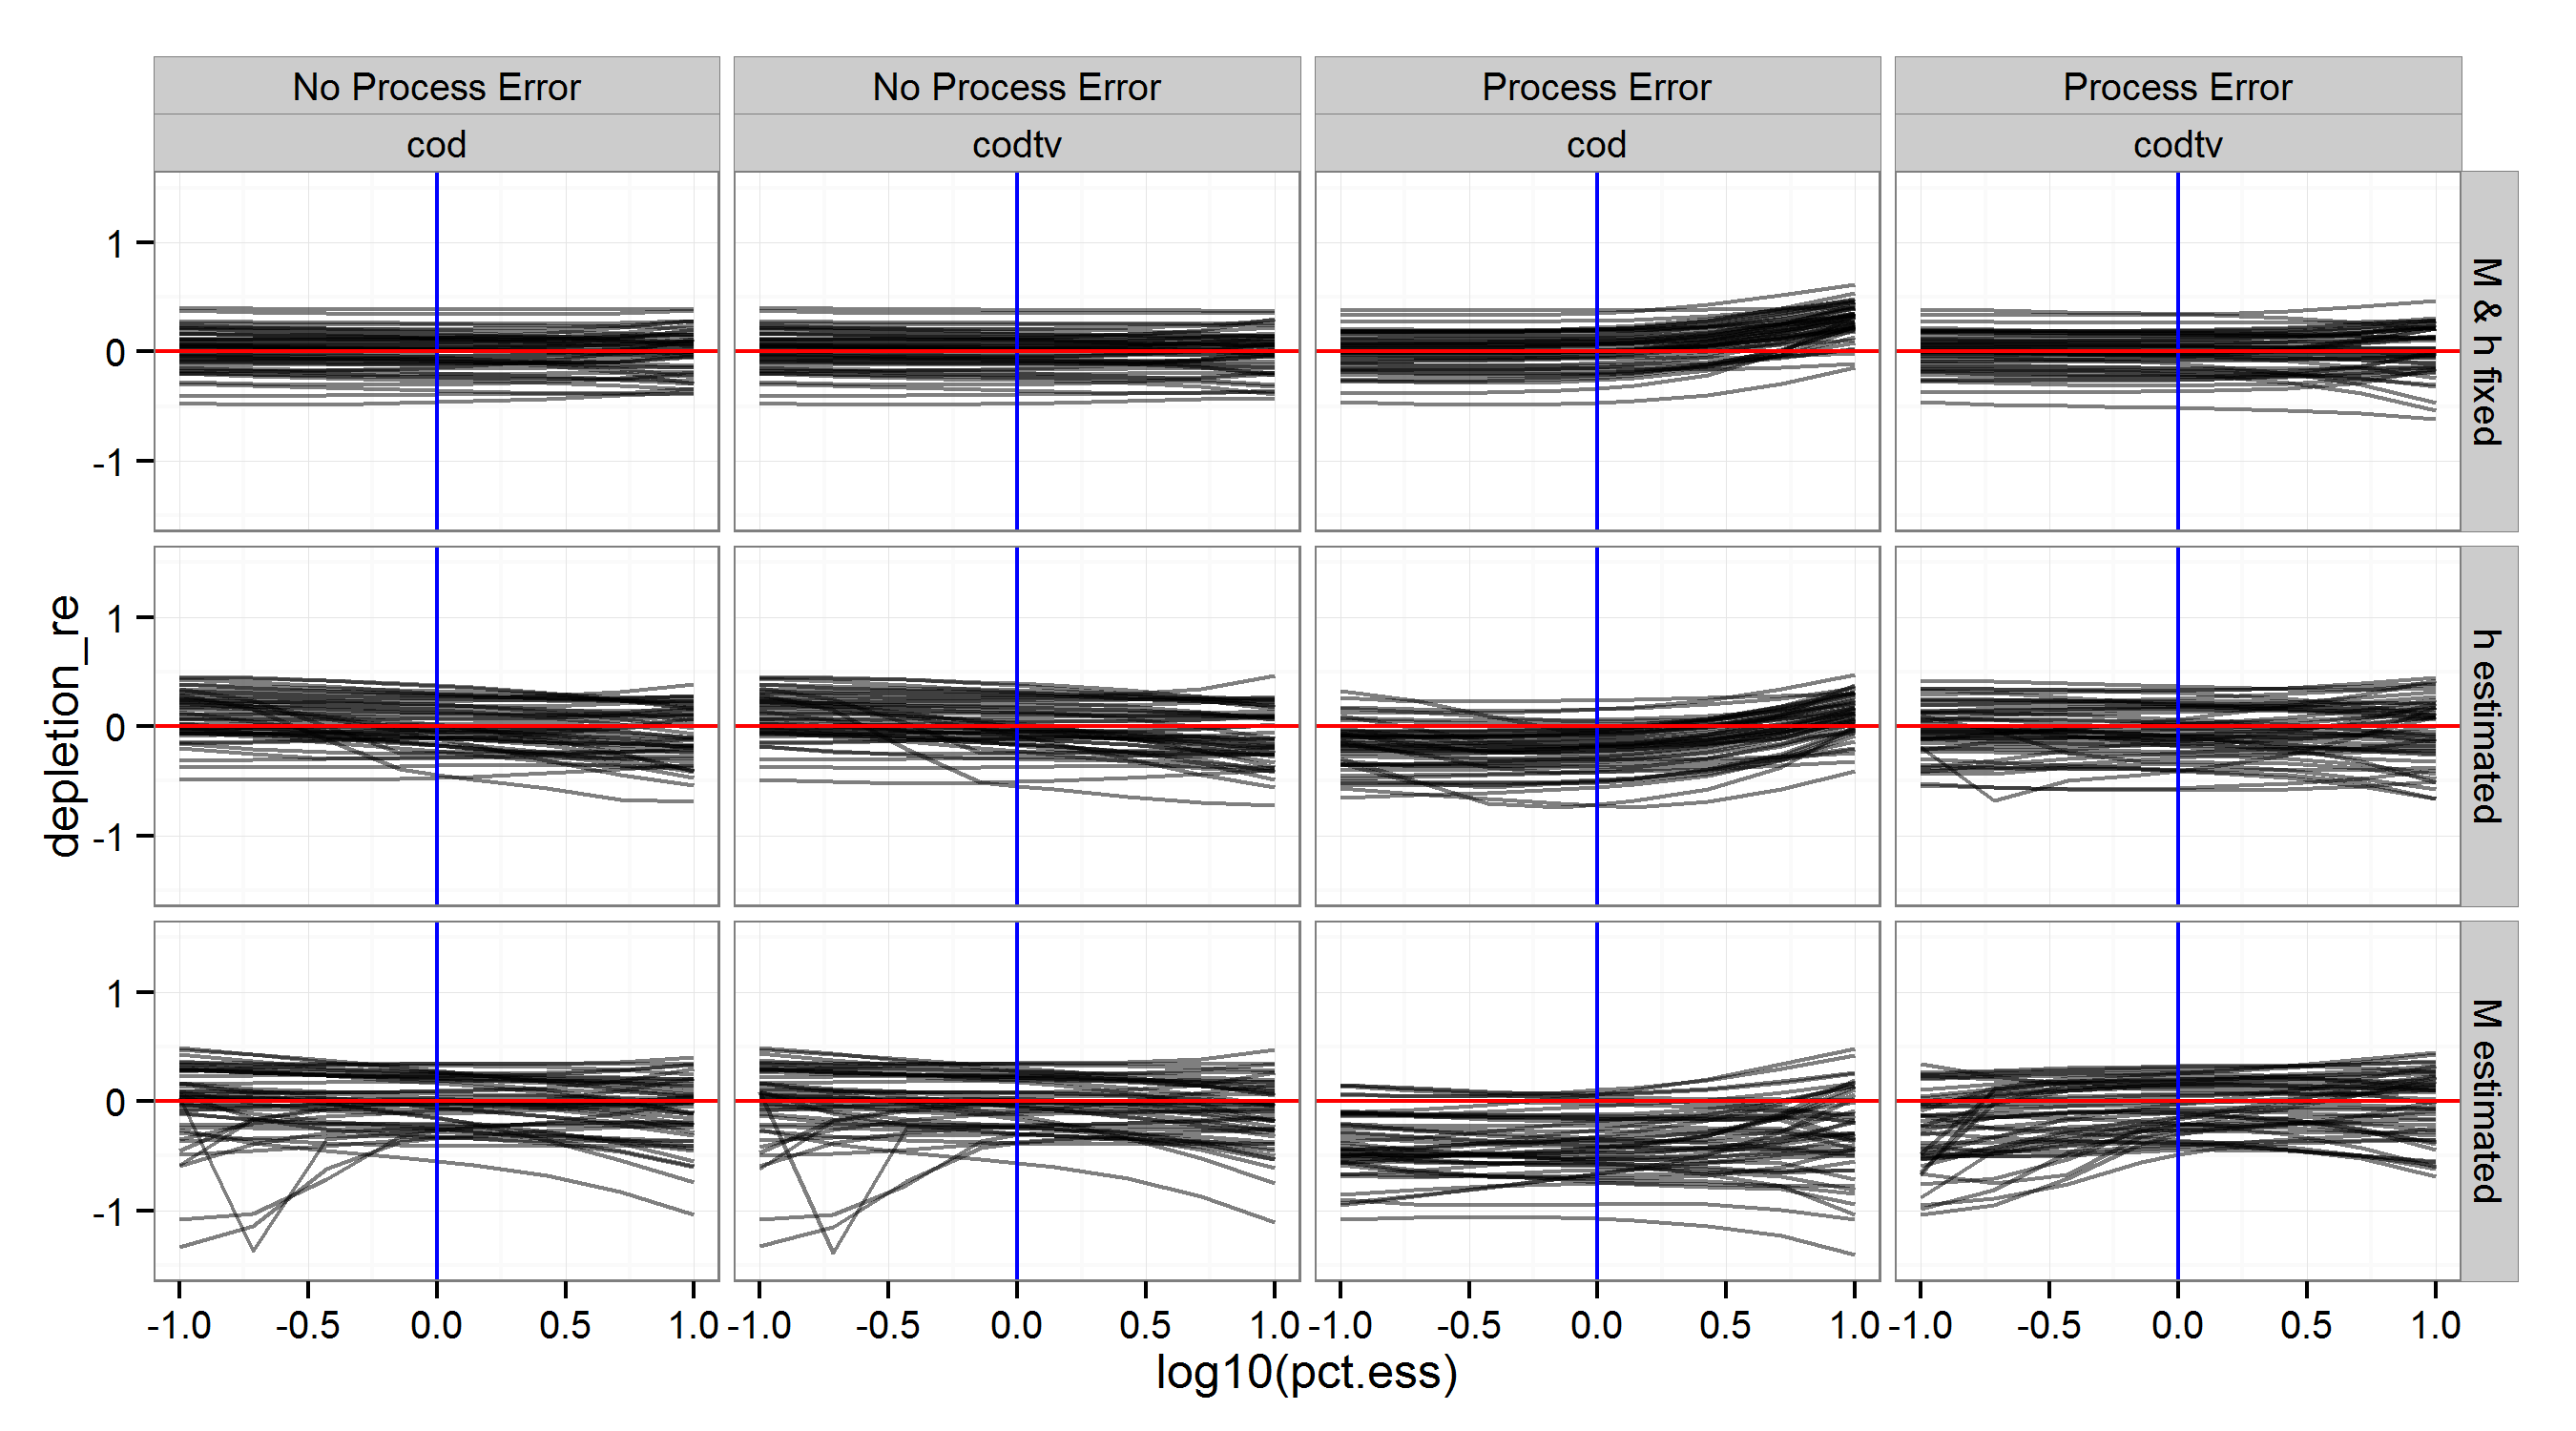 No Process Error
No Process Error
Process Error
Process Error
cod
codtv
cod
codtv
1
0
-1
M & h fixed
1
0
-1
h estimated
1
0
-1
M estimated
depletion_re
-1.0 -0.5 0.0 0.5 1.0
-1.0 -0.5 0.0 0.5 1.0
-1.0 -0.5 0.0 0.5 1.0
-1.0 -0.5 0.0 0.5 1.0
log10(pct.ess)